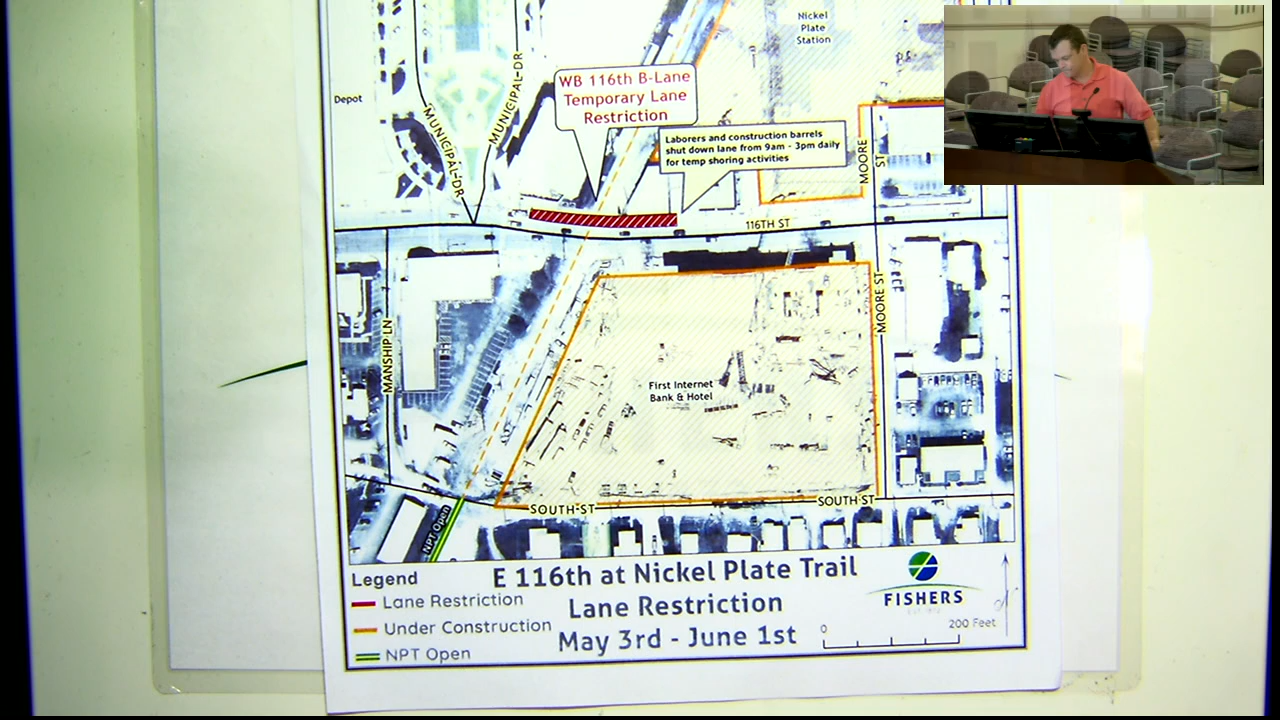 Nickel
Plate
Station
Depot
MUNICIPAL-DR
MUNICIPAL-DR
WB 116th B-Lane
Temporary Lane
Restriction
Laborers and construction barrels
shut down lane from 9am - 3pm daily
for temp shoring activities
MOORE ST
116TH ST
MANSHIP LN
MOORE ST
First Internet
Bank & Hotel
SOUTH-ST
SOUTH-ST
NPT Open
Legend
Lane Restriction
Under Construction
NPT Open
E 116th at Nickel Plate Trail
Lane Restriction
May 3rd - June 1st
FISHERS
0
200 Feet
N